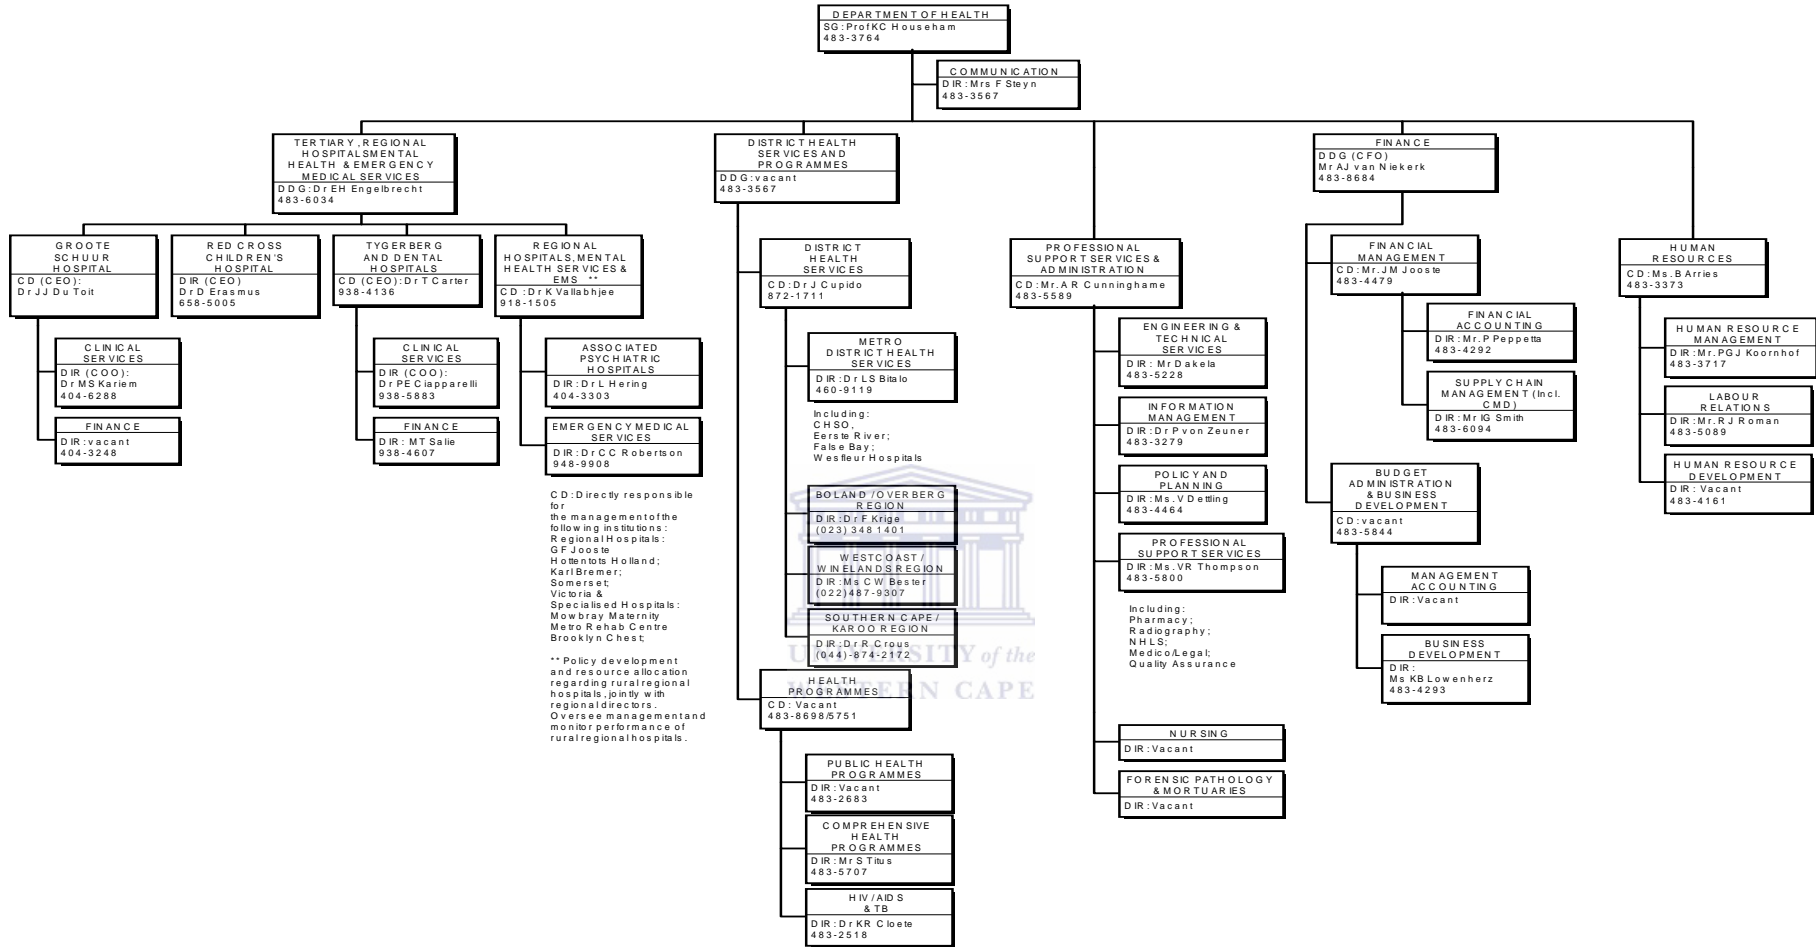 DEPARTMENT OF HEALTH
SG: Prof KC Househam
483-3764
COMMUNICATION
DIR: Mrs F Steyn
483-3567
TERTIARY, REGIONAL
HOSPITALS MENTAL
HEALTH & EMERGENCY
MEDICAL SERVICES
DDG: Dr EH Engelbrecht
483-6034
GROOTE
SCHUUR
HOSPITAL
CD (CEO):
Dr JJ Du Toit
CLINICAL
SERVICES
DIR (COO):
Dr MS Kariem
404-6288
FINANCE
DIR: vacant
404-3248
RED CROSS
CHILDREN'S
HOSPITAL
DIR (CEO)
Dr D Erasmus
658-5005
TYGERBERG
AND DENTAL
HOSPITALS
CD (CEO): Dr T Carter
938-4136
CLINICAL
SERVICES
DIR (COO):
Dr PE Ciapparelli
938-5883
FINANCE
DIR: MT Salie
938-4607
REGIONAL
HOSPITALS, MENTAL
HEALTH SERVICES &
EMS **
CD: Dr K Vallabhjee
918-1505
ASSOCIATED
PSYCHIATRIC
HOSPITALS
DIR: Dr L Hering
404-3303
EMERGENCY MEDICAL
SERVICES
DIR: Dr CC Robertson
948-9908
CD: Directly responsible
for
the management of the
following institutions:
Regional Hospitals:
GF Jooste
Hottentots Holland;
Karl Bremer;
Somerset;
Victoria &
Specialised Hospitals:
Mowbray Maternity
Metro Rehab Centre
Brooklyn Chest;
** Policy development
and resource allocation
regarding rural regional
hospitals, jointly with
regional directors.
Oversee management and
monitor performance of
rural regional hospitals.
DISTRICT HEALTH
SERVICES AND
PROGRAMMES
DDG: vacant
483-3567
DISTRICT
HEALTH
SERVICES
CD: Dr J Cupido
872-1711
METRO
DISTRICT HEALTH
SERVICES
DIR: Dr LS Bitalo
460-9119
Including:
CHSO,
Eerste River;
False Bay;
Wesfleur Hospitals
BOLAND / OVERBERG
REGION
DIR: Dr F Krige
(023) 348 1401
WESTCOAST /
WINELANDS REGION
DIR: Ms CW Bester
(022) 487-9307
SOUTHERN CAPE /
KAROO REGION
DIR: Dr R Crous
(044)-874-2172
HEALTH
PROGRAMMES
CD: Vacant
483-8698/5751
PUBLIC HEALTH
PROGRAMMES
DIR: Vacant
483-2683
COMPREHENSIVE
HEALTH
PROGRAMMES
DIR: Mr S Titus
483-5707
HIV / AIDS
& TB
DIR: Dr KR Cloete
483-2518
PROFESSIONAL
SUPPORT SERVICES &
ADMINISTRATION
CD: Mr. AR Cunninghame
483-5589
ENGINEERING &
TECHNICAL
SERVICES
DIR: Mr Dakela
483-5228
INFORMATION
MANAGEMENT
DIR: Dr P von Zeuner
483-3279
POLICY AND
PLANNING
DIR: Ms. V Dettling
483-4464
PROFESSIONAL
SUPPORT SERVICES
DIR: Ms. VR Thompson
483-5800
Including:
Pharmacy;
Radiography;
NHLS;
Medico/Legal;
Quality Assurance
NURSING
DIR: Vacant
FORENSIC PATHOLOGY
& MORTUARIES
DIR: Vacant
FINANCE
DDG (CFO)
Mr AJ van Niekerk
483-8684
FINANCIAL
MANAGEMENT
CD: Mr. JM Jooste
483-4479
FINANCIAL
ACCOUNTING
DIR: Mr. P Peppetta
483-4292
SUPPLY CHAIN
MANAGEMENT (Incl.
CMD)
DIR: Mr IG Smith
483-6094
BUDGET
ADMINISTRATION
& BUSINESS
DEVELOPMENT
CD: vacant
483-5844
MANAGEMENT
ACCOUNTING
DIR: Vacant
BUSINESS
DEVELOPMENT
DIR:
Ms KB Lowenherz
483-4293
HUMAN
RESOURCES
CD: Ms. B Arries
483-3373
HUMAN RESOURCE
MANAGEMENT
DIR: Mr. PGJ Koornhof
483-3717
LABOUR
RELATIONS
DIR: Mr. RJ Roman
483-5089
HUMAN RESOURCE
DEVELOPMENT
DIR: Vacant
483-4161
UNIVERSITY of the
WESTERN CAPE